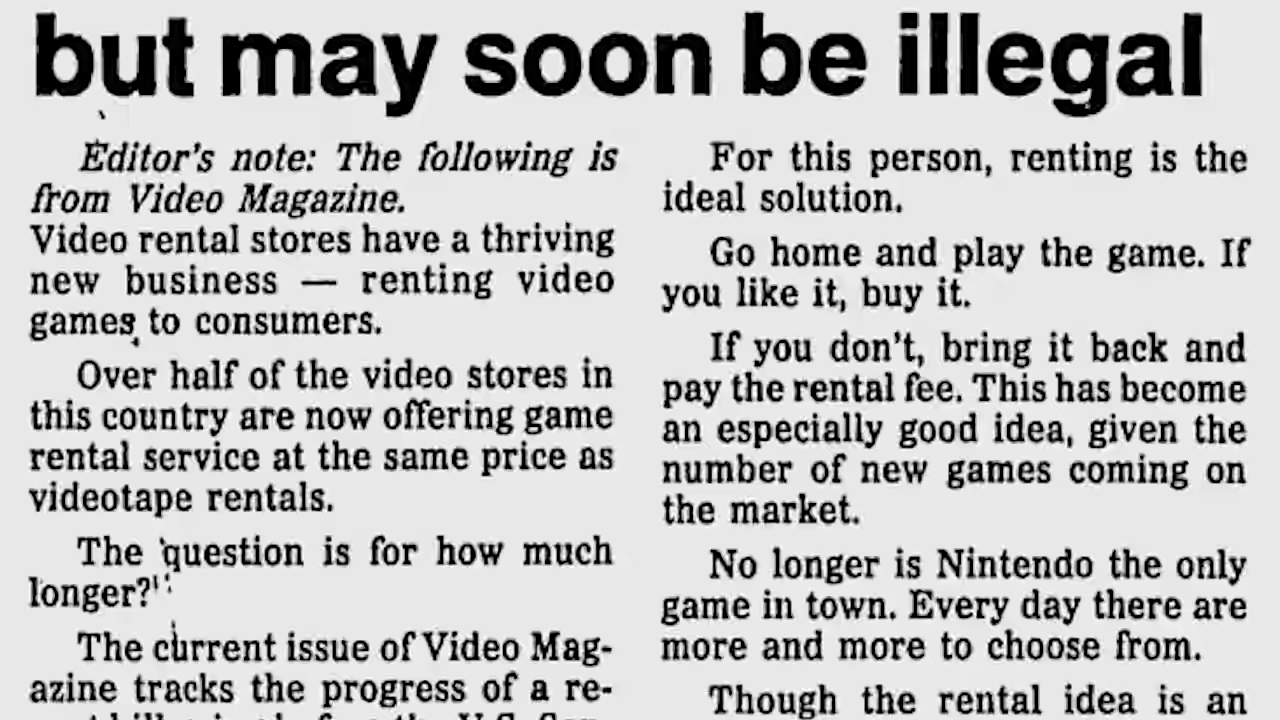 but may soon be illegal
Editor's note: The following is
from Video Magazine.
Video rental stores have a thriving
new business — renting video
games to consumers.
Over half of the video stores in
this country are now offering game
rental service at the same price as
videotape rentals.
The question is for how much
longer?
The current issue of Video Mag-
azine tracks the progress of a re-
For this person, renting is the
ideal solution.
Go home and play the game. If
you like it, buy it.
If you don't, bring it back and
pay the rental fee. This has become
an especially good idea, given the
number of new games coming on
the market.
No longer is Nintendo the only
game in town. Every day there are
more and more to choose from.
Though the rental idea is an